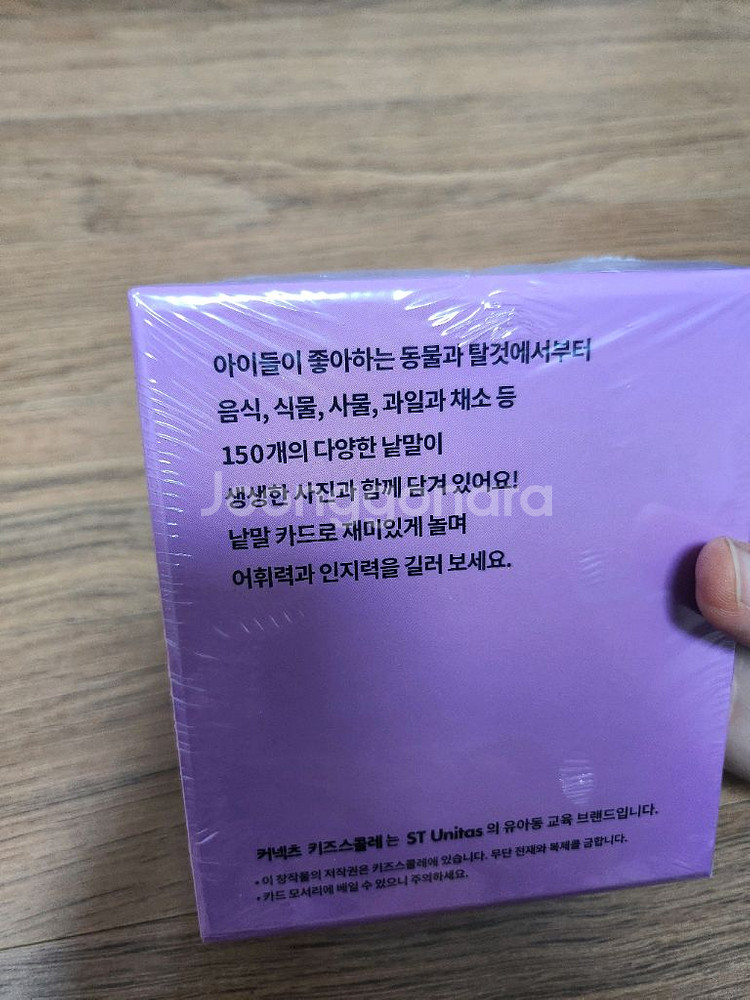 아이들이 좋아하는 동물과 탈것에서부터
음식, 식물, 사물, 과일과 채소 등
150개의 다양한 낱말이
생생한 사진과 함께 담겨 있어요!
Joonggonara
낱말 카드로 재미있게 놀며
어휘력과 인지력을 길러 보세요.
커넥츠 키즈스콜레는 ST Unitas의 유아동 교육 브랜드입니다.
• 이 창작물의 저작권은 키즈스콜레에 있습니다. 무단 전재와 복제를 금합니다.
• 카드 모서리에 베일 수 있으니 주의하세요.